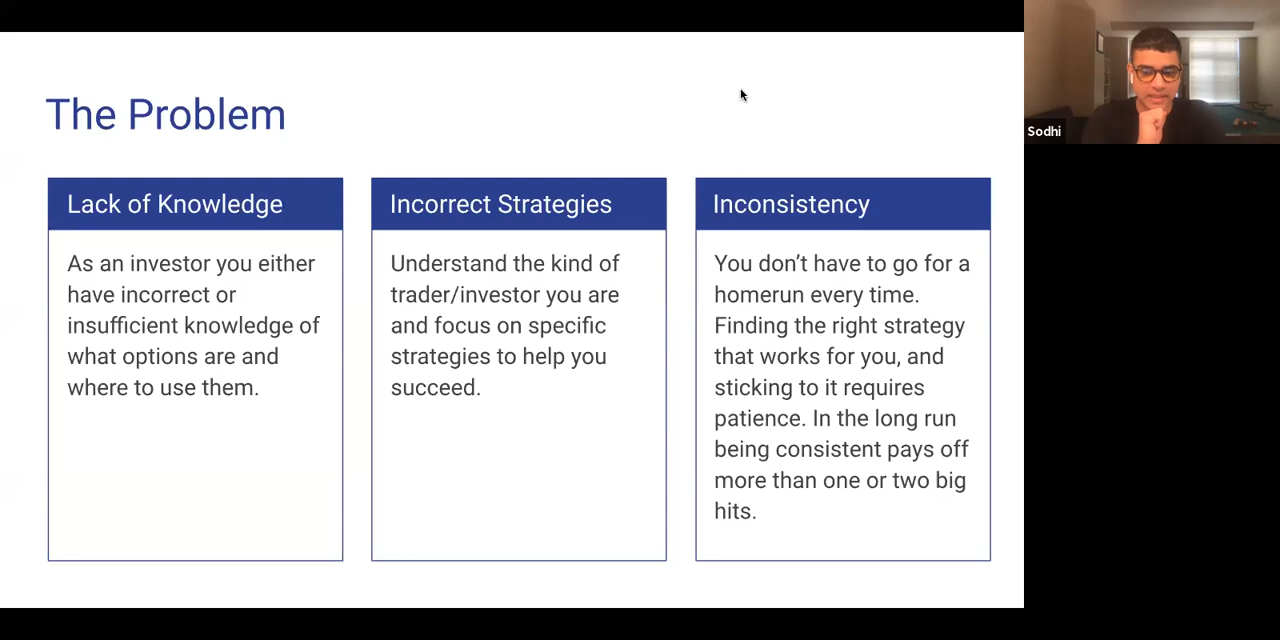 The Problem
Lack of Knowledge
As an investor you either
have incorrect or
insufficient knowledge of
what options are and
where to use them.
Incorrect Strategies
Understand the kind of
trader/investor you are
and focus on specific
strategies to help you
succeed.
Inconsistency
You don’t have to go for a
homerun every time.
Finding the right strategy
that works for you, and
sticking to it requires
patience. In the long run
being consistent pays off
more than one or two big
hits.
Sodhi